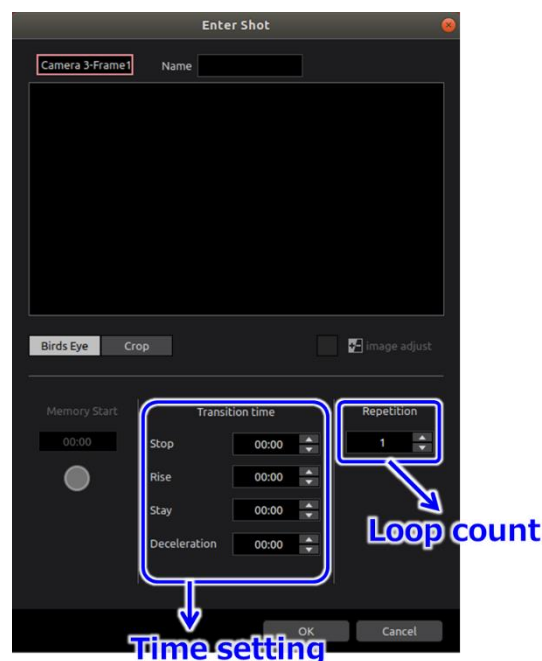 Enter Shot
Camera 3-Frame1 Name
Birds Eye Crop image adjust
Memory Start Transition time Repetition
00:00 Stop 00:00 1
Rise 00:00
Stay 00:00
Loop count
Deceleration 00:00
OK Cancel
Time setting